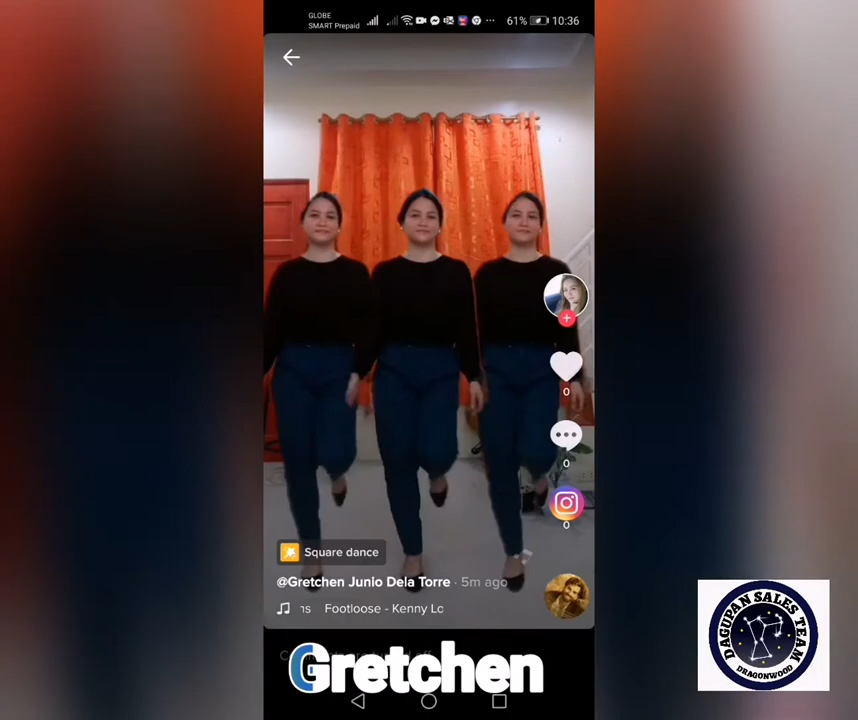 GLOBE
SMART Prepaid
61%
10:36
0
0
0
Square dance
@Gretchen Junio Dela Torre · 5m ago
Footloose - Kenny Lo
Gretchen
DAGUPAN SALES TEAM
DRAGONWOOD